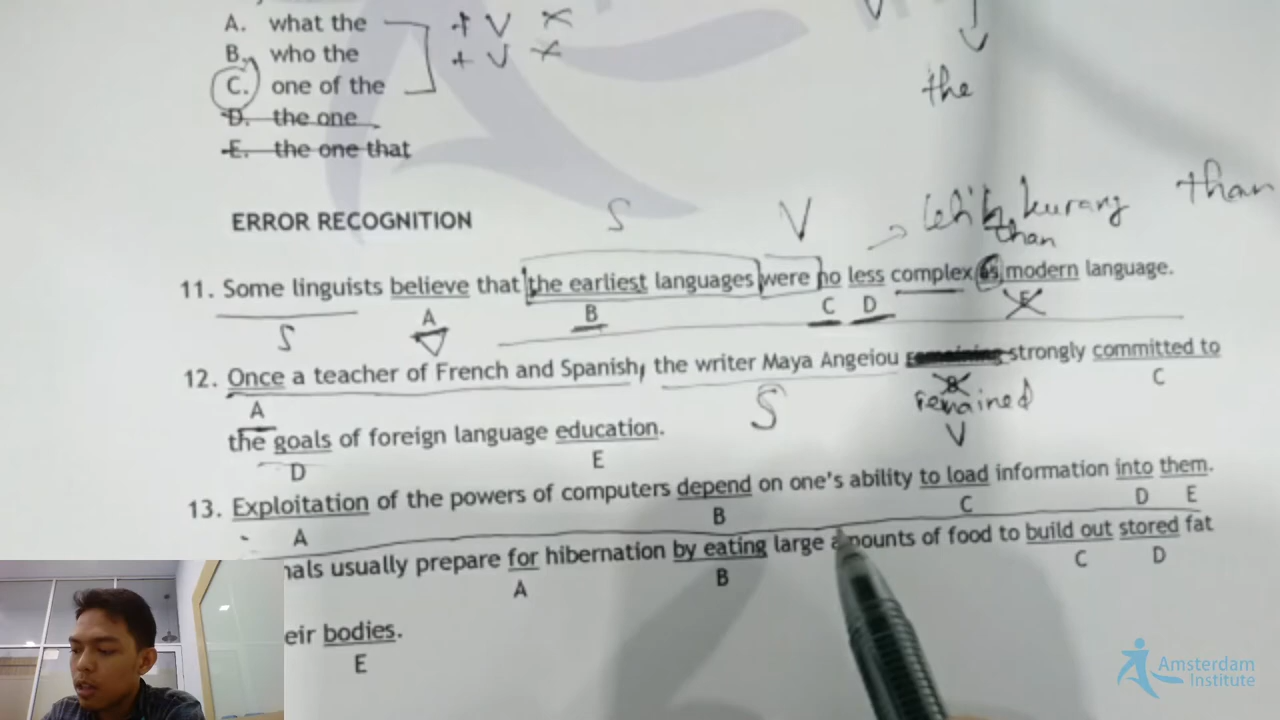 A. what the + V ×
B. who the + V ×
C. one of the
the
D. the one
E. the one that
lebih, kurang than
ERROR RECOGNITION S V
than
11. Some linguists believe that the earliest languages were no less complex as modern language.
S A B C D E
12. Once a teacher of French and Spanish, the writer Maya Angeiou remaining strongly committed to
A S B C
remained
V
the goals of foreign language education.
D E
13. Exploitation of the powers of computers depend on one's ability to load information into them.
A B C D E
nals usually prepare for hibernation by eating large amounts of food to build out stored fat
A B C D
eir bodies.
E
Amsterdam
Institute